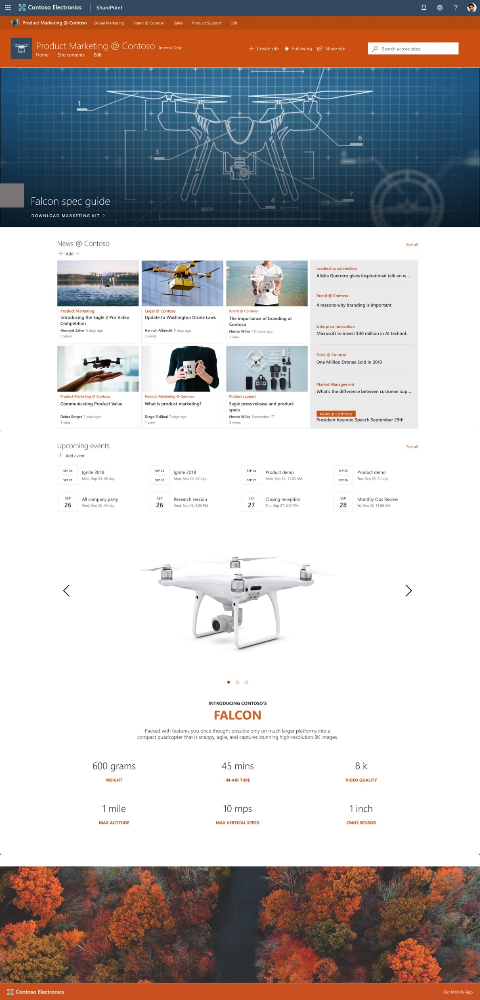 Contoso Electronics SharePoint
Product Marketing @ Contoso Global Marketing Brand @ Contoso Sales Product Support Edit
Product Marketing @ Contoso Internal Only
Home Site contents Edit
Create site Following Share site
Search across sites
1
3
6
7
4
BODY
2
Falcon spec guide
DOWNLOAD MARKETING KIT
News @ Contoso
See all
Add
Product Marketing
Introducing the Eagle 2 Pro Video
Competition
Humayd Zaher 5 days ago
5 views
Legal @ Contoso
Update to Washington Drone Laws
Hannah Albrecht 5 days ago
3 views
Brand @ Contoso
The importance of branding at
Contoso
Nestor Wilke 18 hours ago
1 view
LIKE
A
BOSS
Product Marketing @ Contoso
Communicating Product Value
Debra Berger 7 days ago
1 view
Product Marketing @ Contoso
What is product marketing?
Diego Siciliani 7 days ago
1 view
Product support
Eagle press release and product
specs
Nestor Wilke September 17
3 views
Leadership connection
Alisha Guerrero gives inspirational talk on w...
Brand @ Contoso
4 reasons why branding is important
Enterprise Innovation
Microsoft to invest $40 million in AI technol...
Sales @ Contoso
One Million Drones Sold in 2018
Market Management
What's the difference between customer sup...
NEWS @ CONTOSO
President Keynote Speech September 29th
Upcoming events
See all
Add event
SEP 24
SEP 28
Ignite 2018
Mon, Sep 24, All day
SEP 24
SEP 28
Ignite 2018
Mon, Sep 24, All day
SEP 24
SEP 27
Product demo
Mon, Sep 24, 11:00 AM
SEP 25
SEP 26
Product demo
Tue, Sep 25, All day
SEP
26
All company party
Wed, Sep 26, All day
SEP
26
Research session
Wed, Sep 26, 3:00 PM
SEP
27
Closing reception
Thu, Sep 27, 6:00 PM
SEP
28
Monthly Ops Review
Fri, Sep 28, 11:00 AM
INTRODUCING CONTOSO'S
FALCON
Packed with features you once thought possible only on much larger platforms into a
compact quadcopter that is snappy, agile, and captures stunning high-resolution 8K images.
600 grams
WEIGHT
45 mins
IN-AIR TIME
8 k
VIDEO QUALITY
1 mile
MAX ALTITUDE
10 mps
MAX VERTICAL SPEED
1 inch
CMOS SENSOR
Contoso Electronics
Get Mobile App